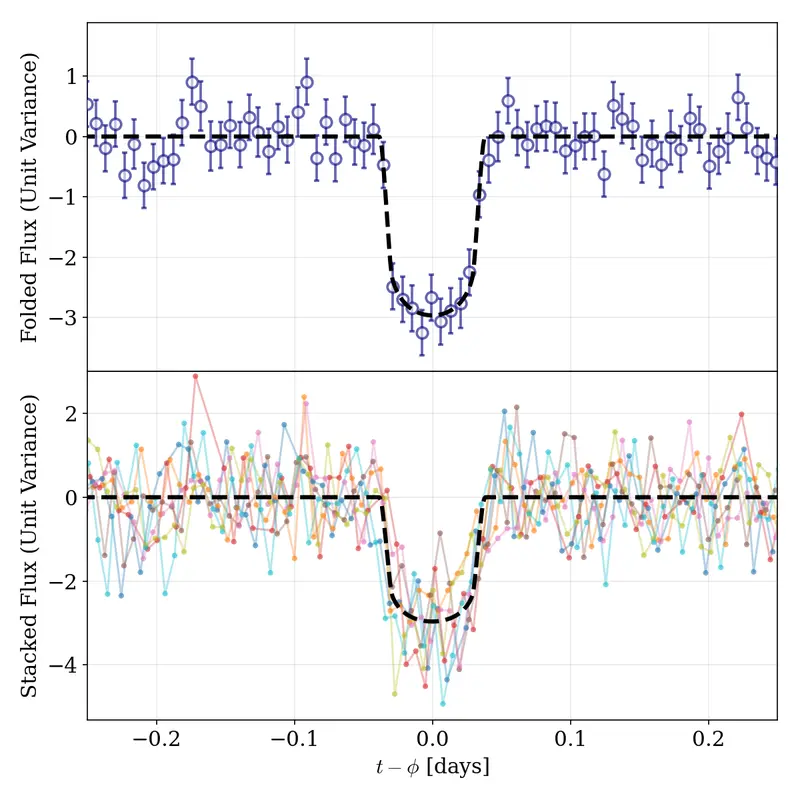 Folded Flux (Unit Variance)
1
0
−1
−2
−3
Stacked Flux (Unit Variance)
2
0
−2
−4
−0.2 −0.1 0.0 0.1 0.2
t − ϕ [days]